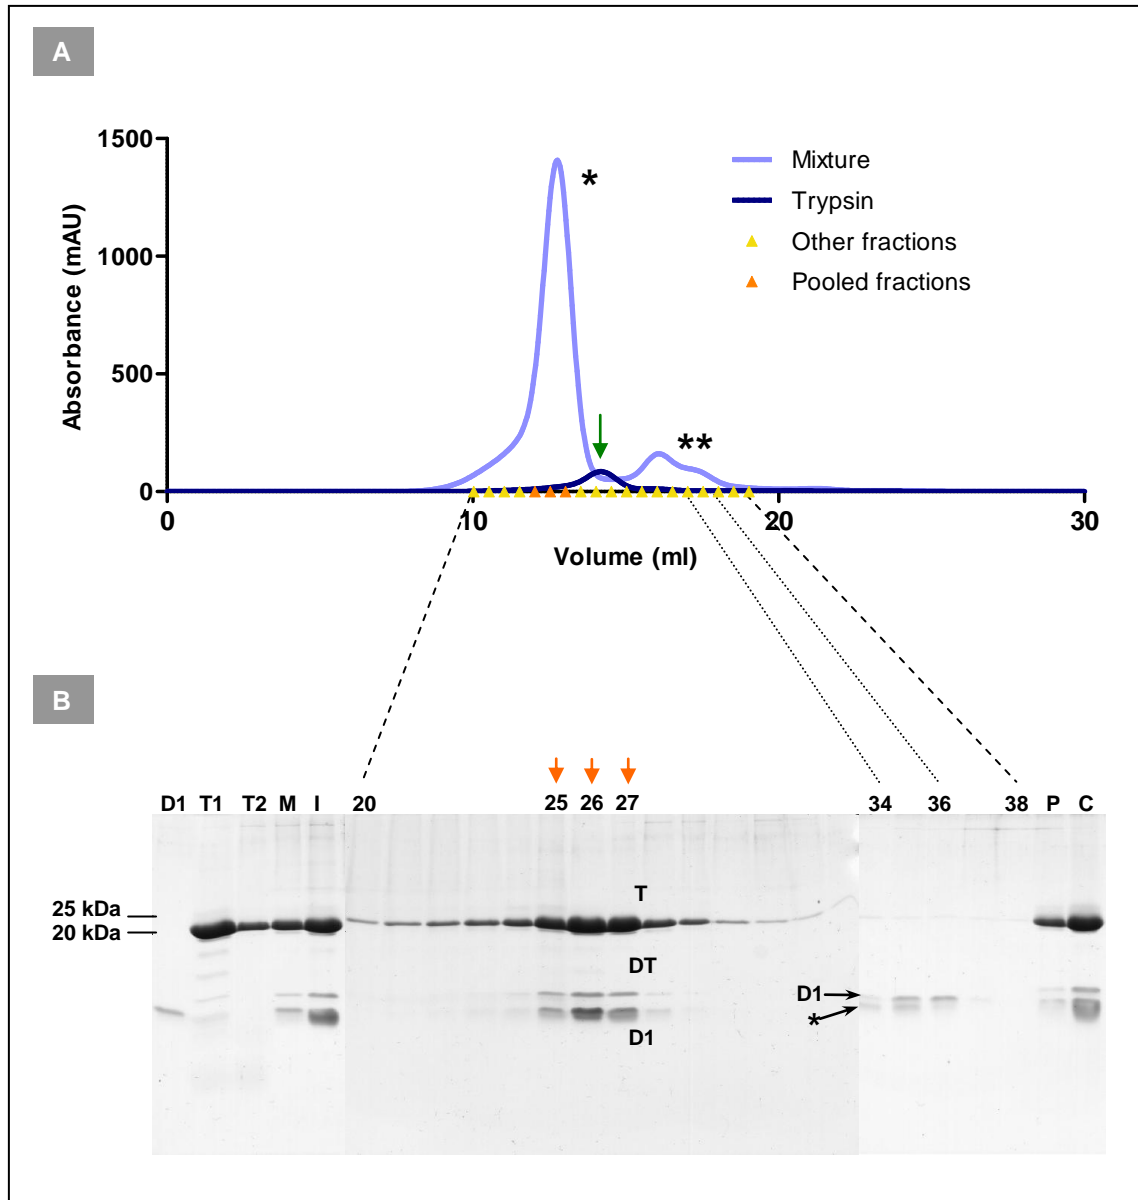 A
1500
1000
500
0
Absorbance (mAU)
*
**
Mixture
Trypsin
Other fractions
Pooled fractions
0 10 20 30
Volume (ml)
B
D1 T1 T2 M I 20 25 26 27 34 36 38 P C
25 kDa
20 kDa
T
DT
D1
D1
*